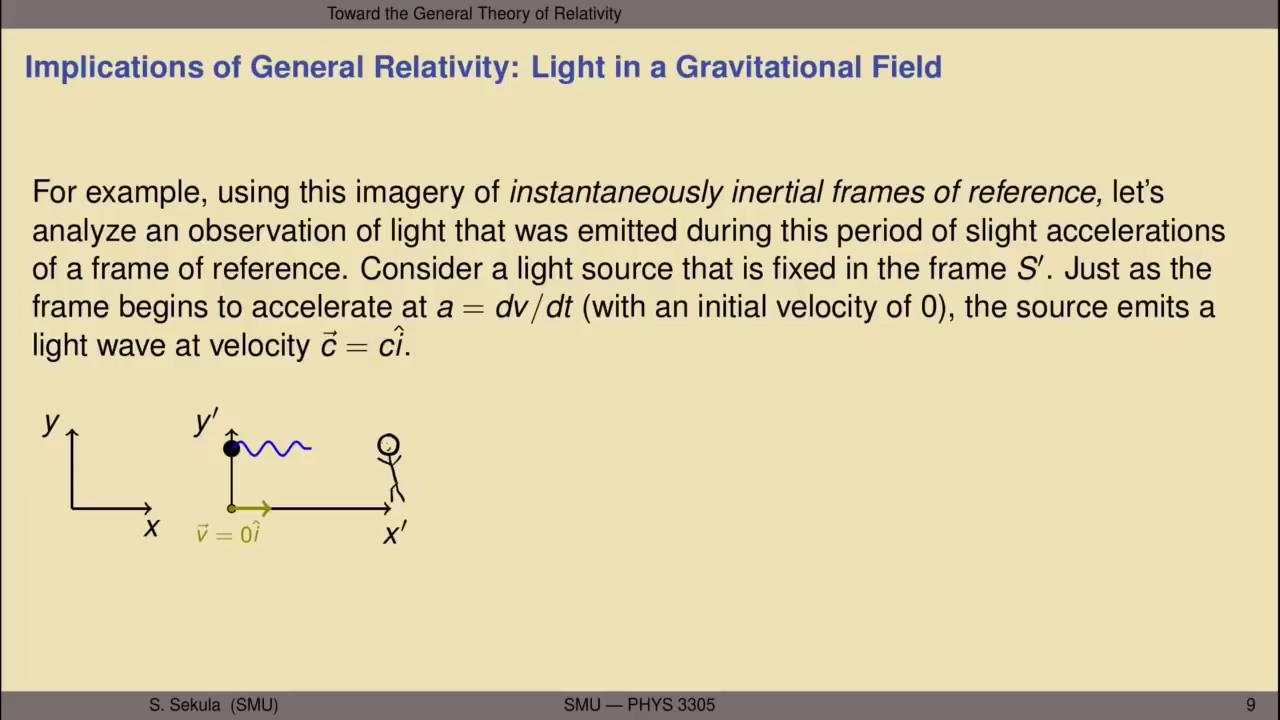 Toward the General Theory of Relativity
Implications of General Relativity: Light in a Gravitational Field
For example, using this imagery of instantaneously inertial frames of reference, let's
analyze an observation of light that was emitted during this period of slight accelerations
of a frame of reference. Consider a light source that is fixed in the frame S′. Just as the
frame begins to accelerate at a = dv/dt (with an initial velocity of 0), the source emits a
light wave at velocity c⃗ = cî.
y
y′
x
v⃗ = 0î
x′
S. Sekula (SMU)
SMU — PHYS 3305
9